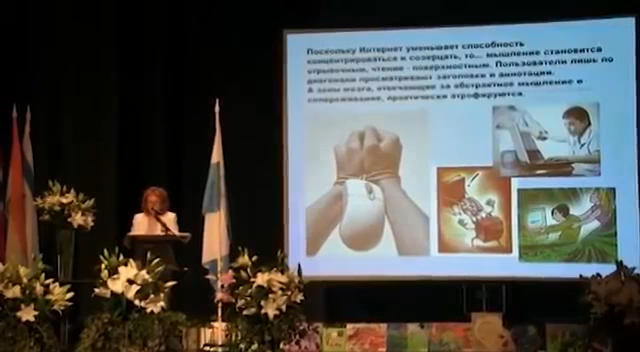 Поскольку Интернет уменьшает способность
концентрироваться и созерцать, то... мышление становится
отрывочным, чтение - поверхностным. Пользователи лишь по
диагонали просматривают заголовки и аннотации.
А зоны мозга, отвечающие за абстрактное мышление и
сопереживание, практически атрофируются.